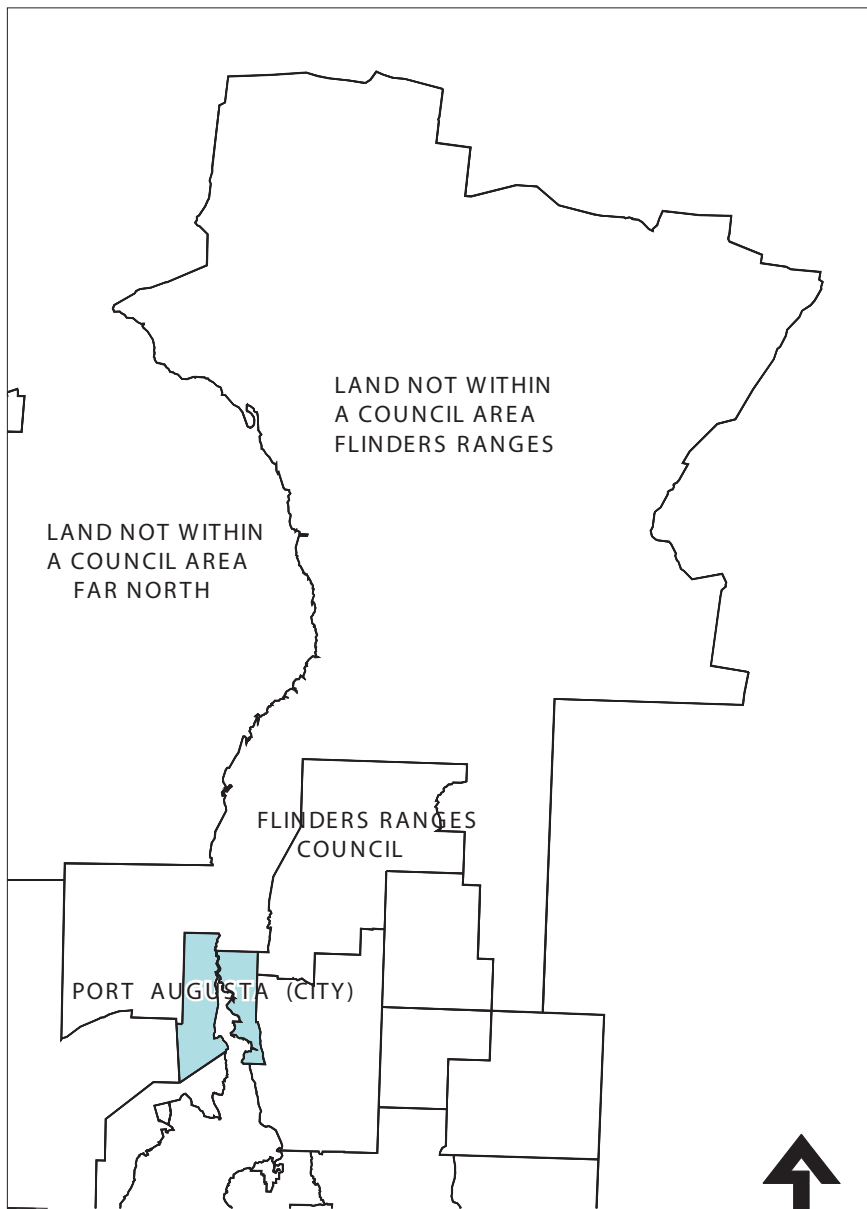 LAND NOT WITHIN
A COUNCIL AREA
FLINDERS RANGES
LAND NOT WITHIN
A COUNCIL AREA
FAR NORTH
FLINDERS RANGES
COUNCIL
PORT AUGUSTA (CITY)